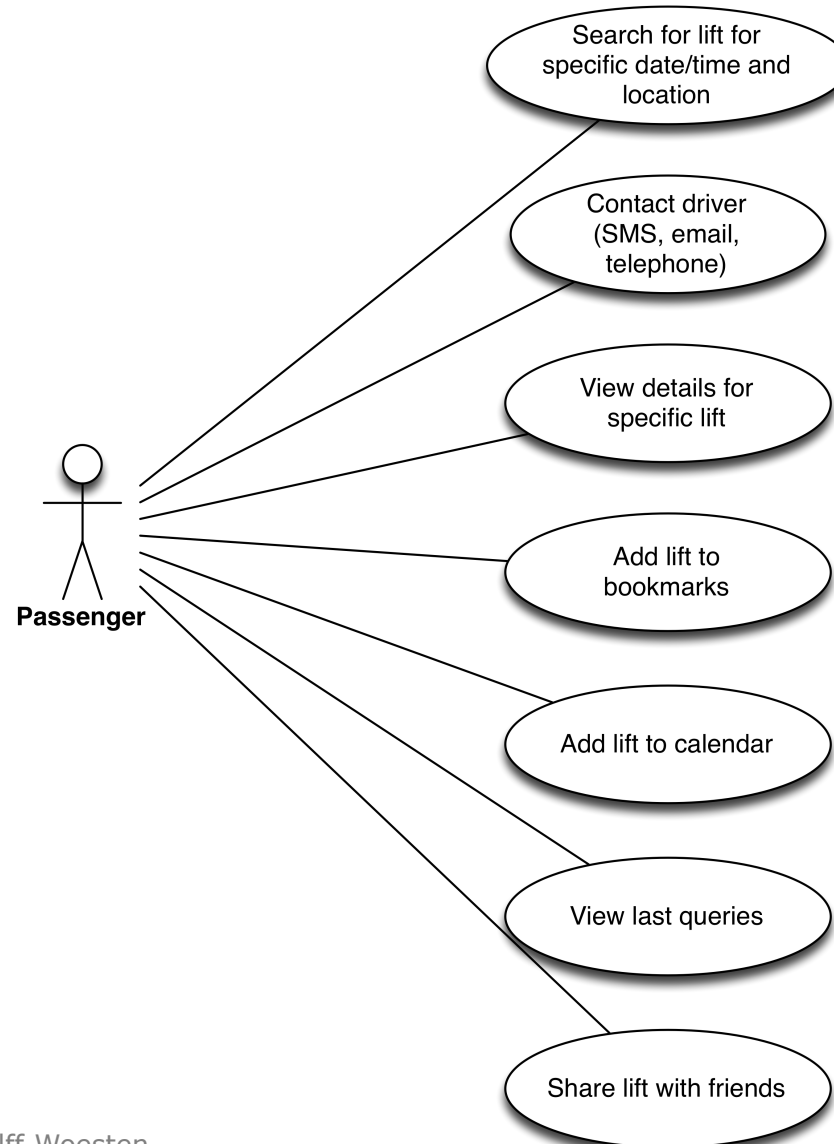 Search for lift for
specific date/time and
location
Contact driver
(SMS, email,
telephone)
View details for
specific lift
Passenger
Add lift to
bookmarks
Add lift to calendar
View last queries
Share lift with friends